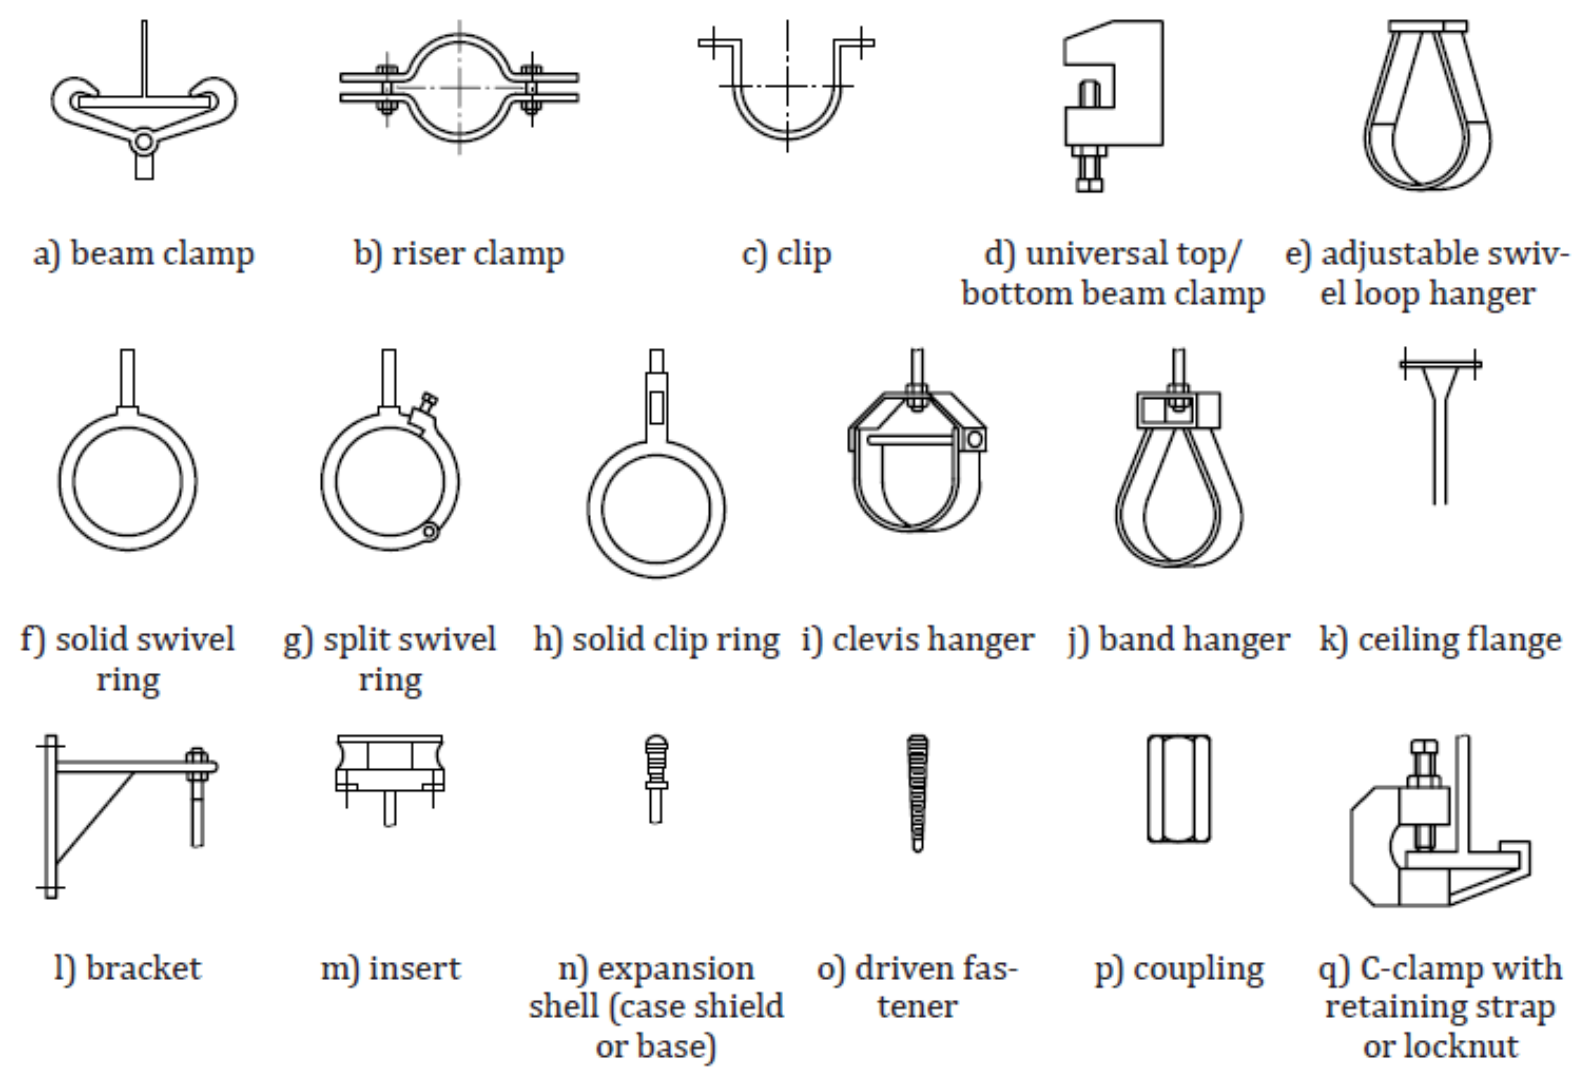 a) beam clamp
b) riser clamp
c) clip
d) universal top/
bottom beam clamp
e) adjustable swiv-
el loop hanger
f) solid swivel
ring
g) split swivel
ring
h) solid clip ring
i) clevis hanger
j) band hanger
k) ceiling flange
l) bracket
m) insert
n) expansion
shell (case shield
or base)
o) driven fas-
tener
p) coupling
q) C-clamp with
retaining strap
or locknut